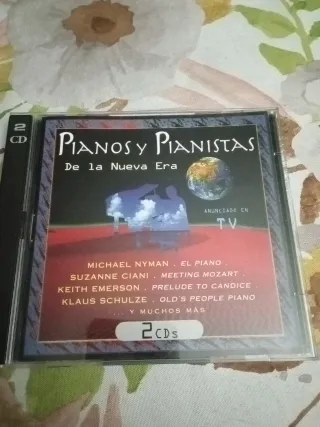 2
CD
PIANOS Y PIANISTAS
De la Nueva Era
ANUNCIADO EN
TV
MICHAEL NYMAN . EL PIANO .
SUZANNE CIANI . MEETING MOZART .
KEITH EMERSON . PRELUDE TO CANDICE .
KLAUS SCHULZE . OLD'S PEOPLE PIANO
... Y MUCHOS MÁS
2 CDs